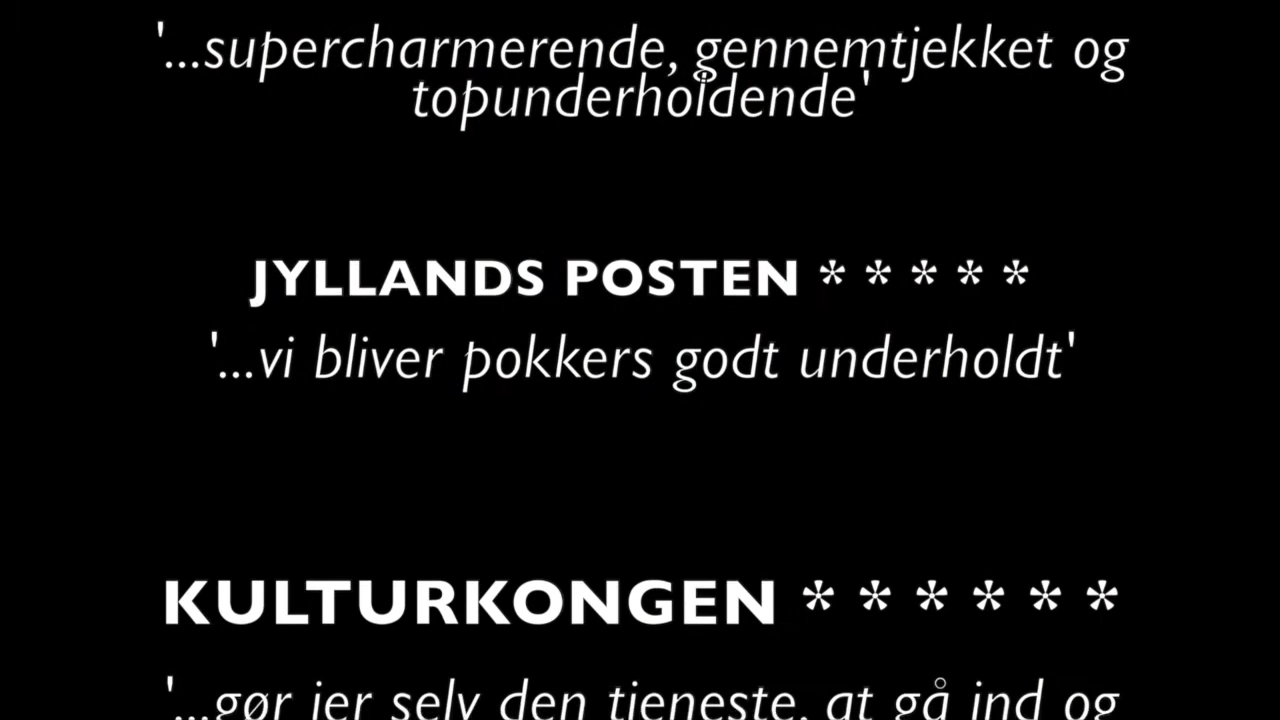 '...supercharmerende, gennemtjekket og
topunderholdende'
JYLLANDS POSTEN * * * * *
'...vi bliver pokkers godt underholdt'
KULTURKONGEN * * * * * *
'...gør jer selv den tjeneste, at gå ind og